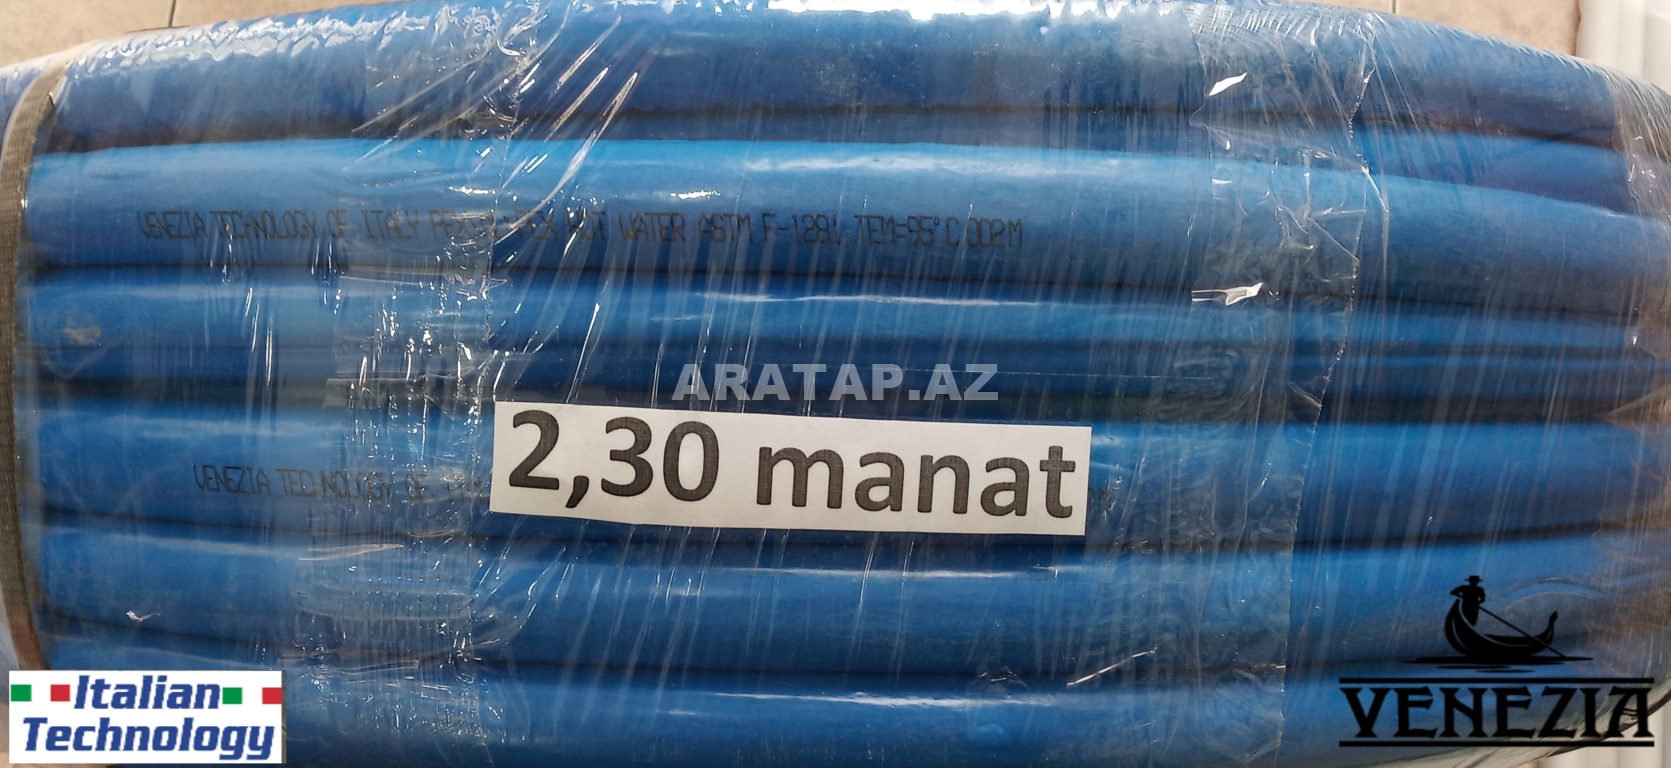 VENEZIA TECHNOLOGY OF ITALY HOT WATER ASTM F-1281 TEM=95°C 002M
ARATAP.AZ
2,30 manat
VENEZIA TECHNOLOGY OF
Italian
Technology
VENEZIA